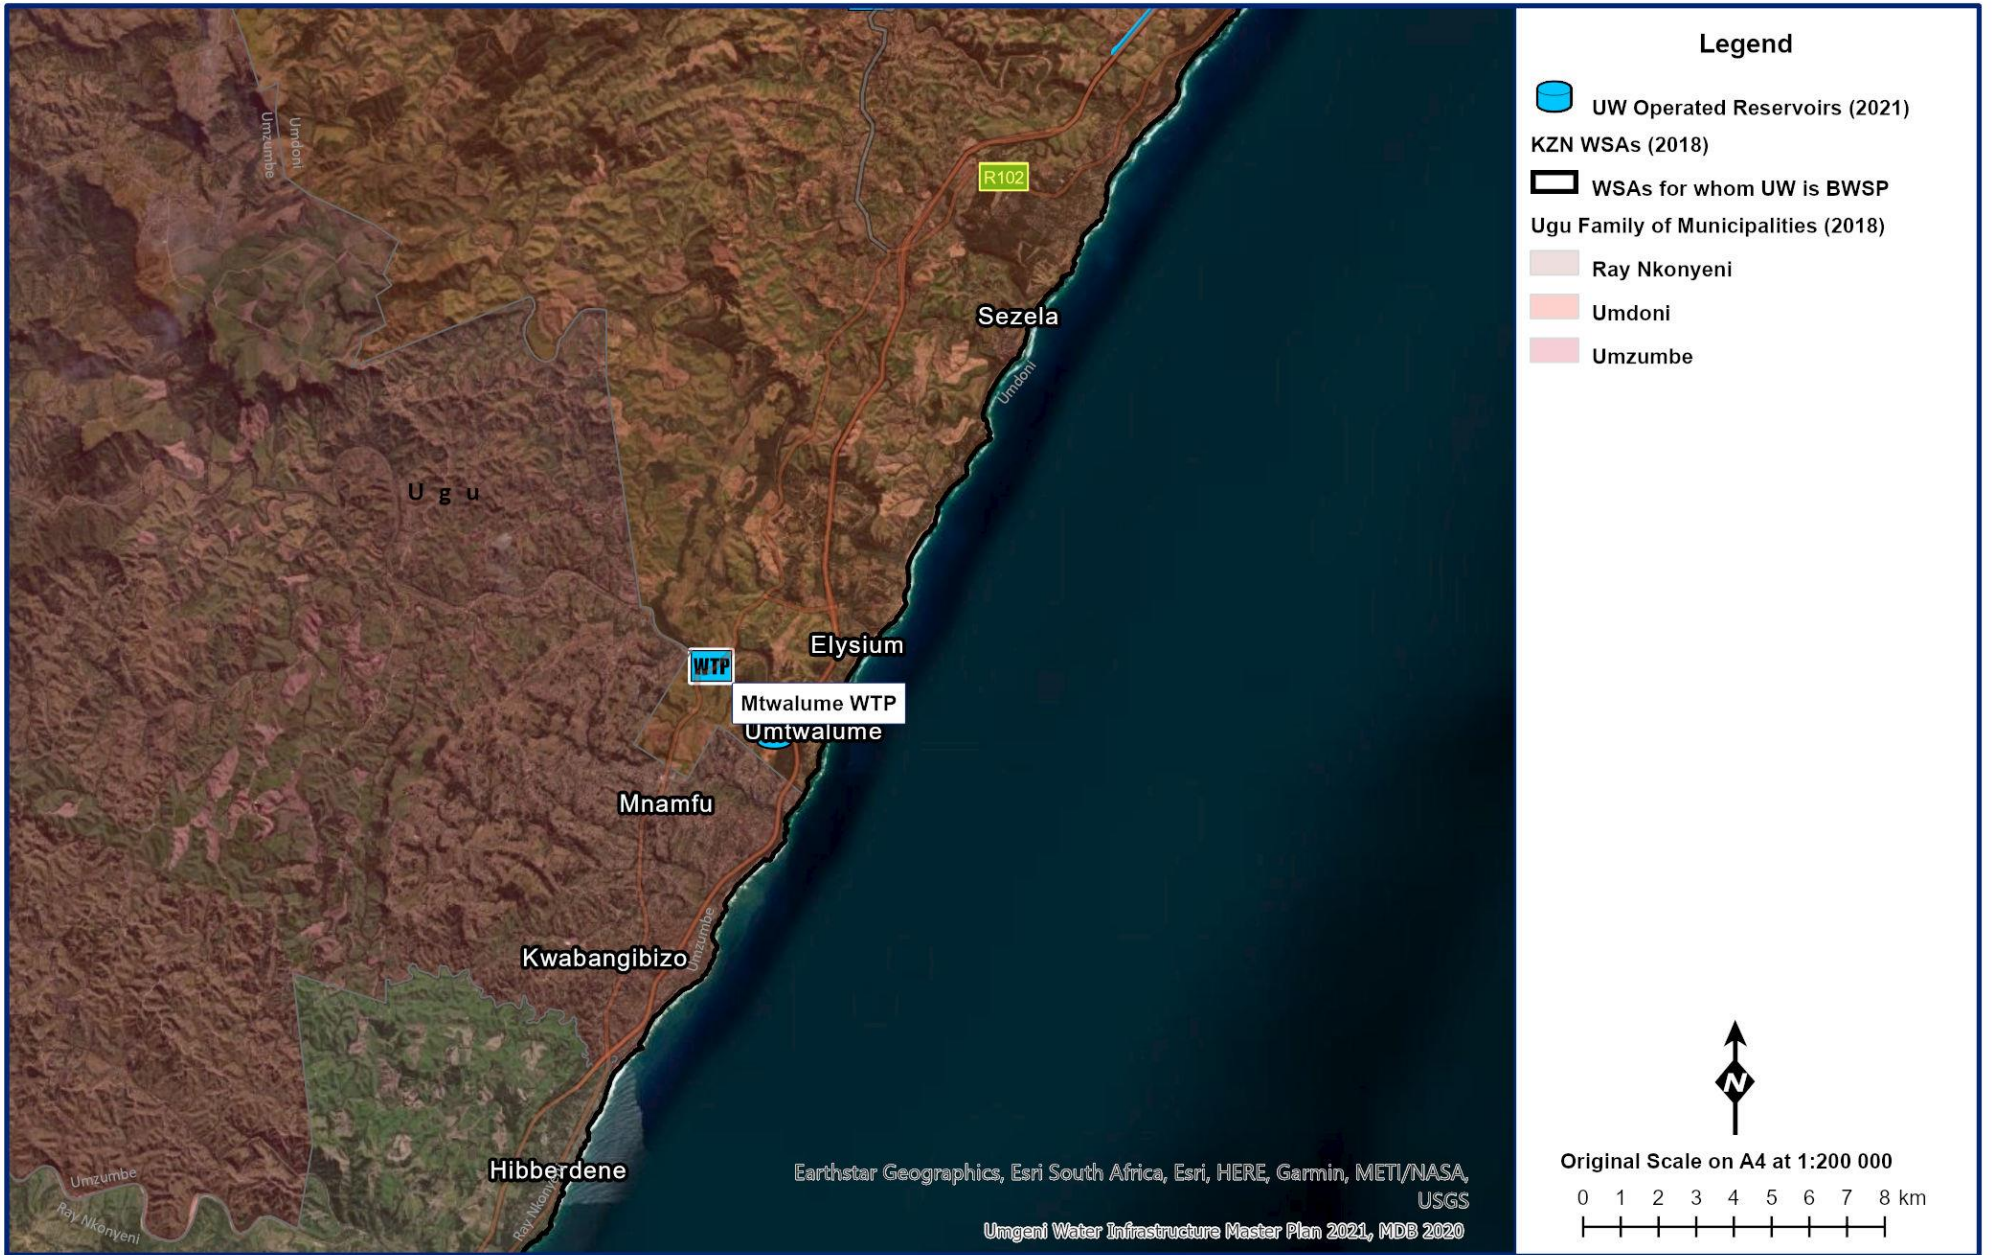 Umzumbe
Umdoni
R102
Sezela
Umdoni
Ugu
Elysium
WTP
Mtwalume WTP
Umtwalume
Mnamfu
Umzumbe
Kwabangibizo
Hibberdene
Umzumbe
Ray Nkonyeni
Ray Nkonyeni
Earthstar Geographics, Esri South Africa, Esri, HERE, Garmin, METI/NASA,
USGS
Umgeni Water Infrastructure Master Plan 2021, MDB 2020
Legend
UW Operated Reservoirs (2021)
KZN WSAs (2018)
WSAs for whom UW is BWSP
Ugu Family of Municipalities (2018)
Ray Nkonyeni
Umdoni
Umzumbe
N
Original Scale on A4 at 1:200 000
0 1 2 3 4 5 6 7 8 km